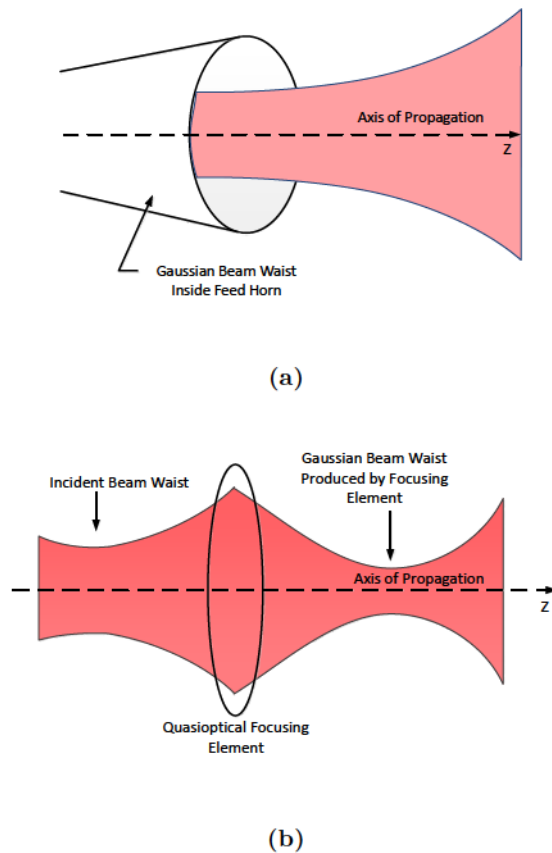 Axis of Propagation
Z
Gaussian Beam Waist
Inside Feed Horn
(a)
Gaussian Beam Waist
Produced by Focusing
Element
Incident Beam Waist
Axis of Propagation
Z
Quasioptical Focusing
Element
(b)